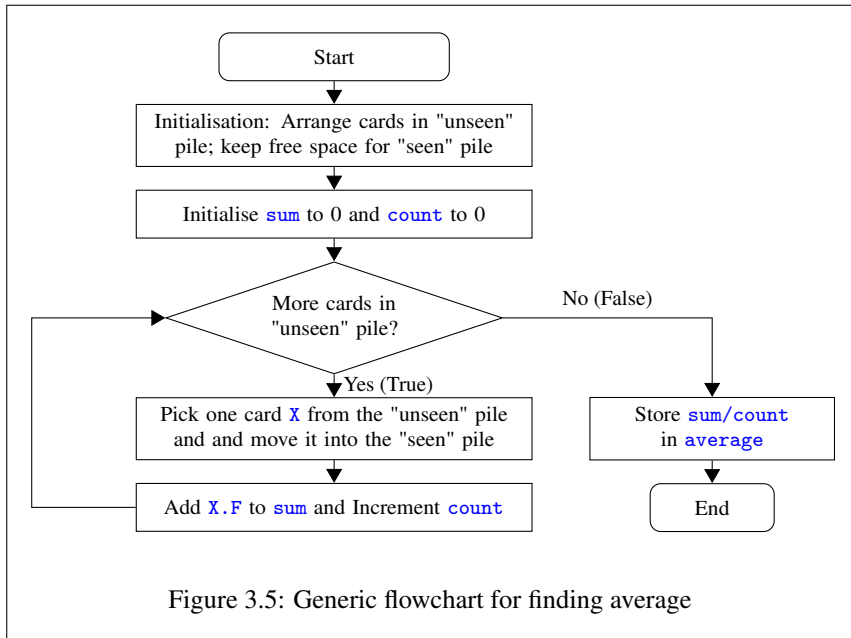 Start
Initialisation: Arrange cards in "unseen"
pile; keep free space for "seen" pile
Initialise sum to 0 and count to 0
More cards in
"unseen" pile?
No (False)
Yes (True)
Pick one card X from the "unseen" pile
and and move it into the "seen" pile
Store sum/count
in average
Add X.F to sum and Increment count
End
Figure 3.5: Generic flowchart for finding average